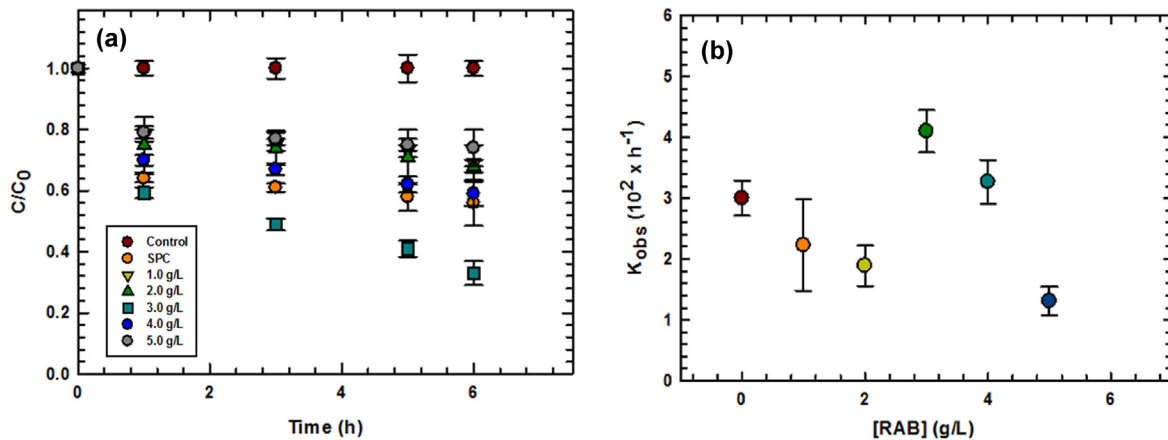 (a)
C/C0
1.0
0.8
0.6
0.4
0.2
0.0
Control
SPC
1.0 g/L
2.0 g/L
3.0 g/L
4.0 g/L
5.0 g/L
0 2 4 6
Time (h)
(b)
Kobs (10² x h⁻¹)
6
5
4
3
2
1
0
0 2 4 6
[RAB] (g/L)